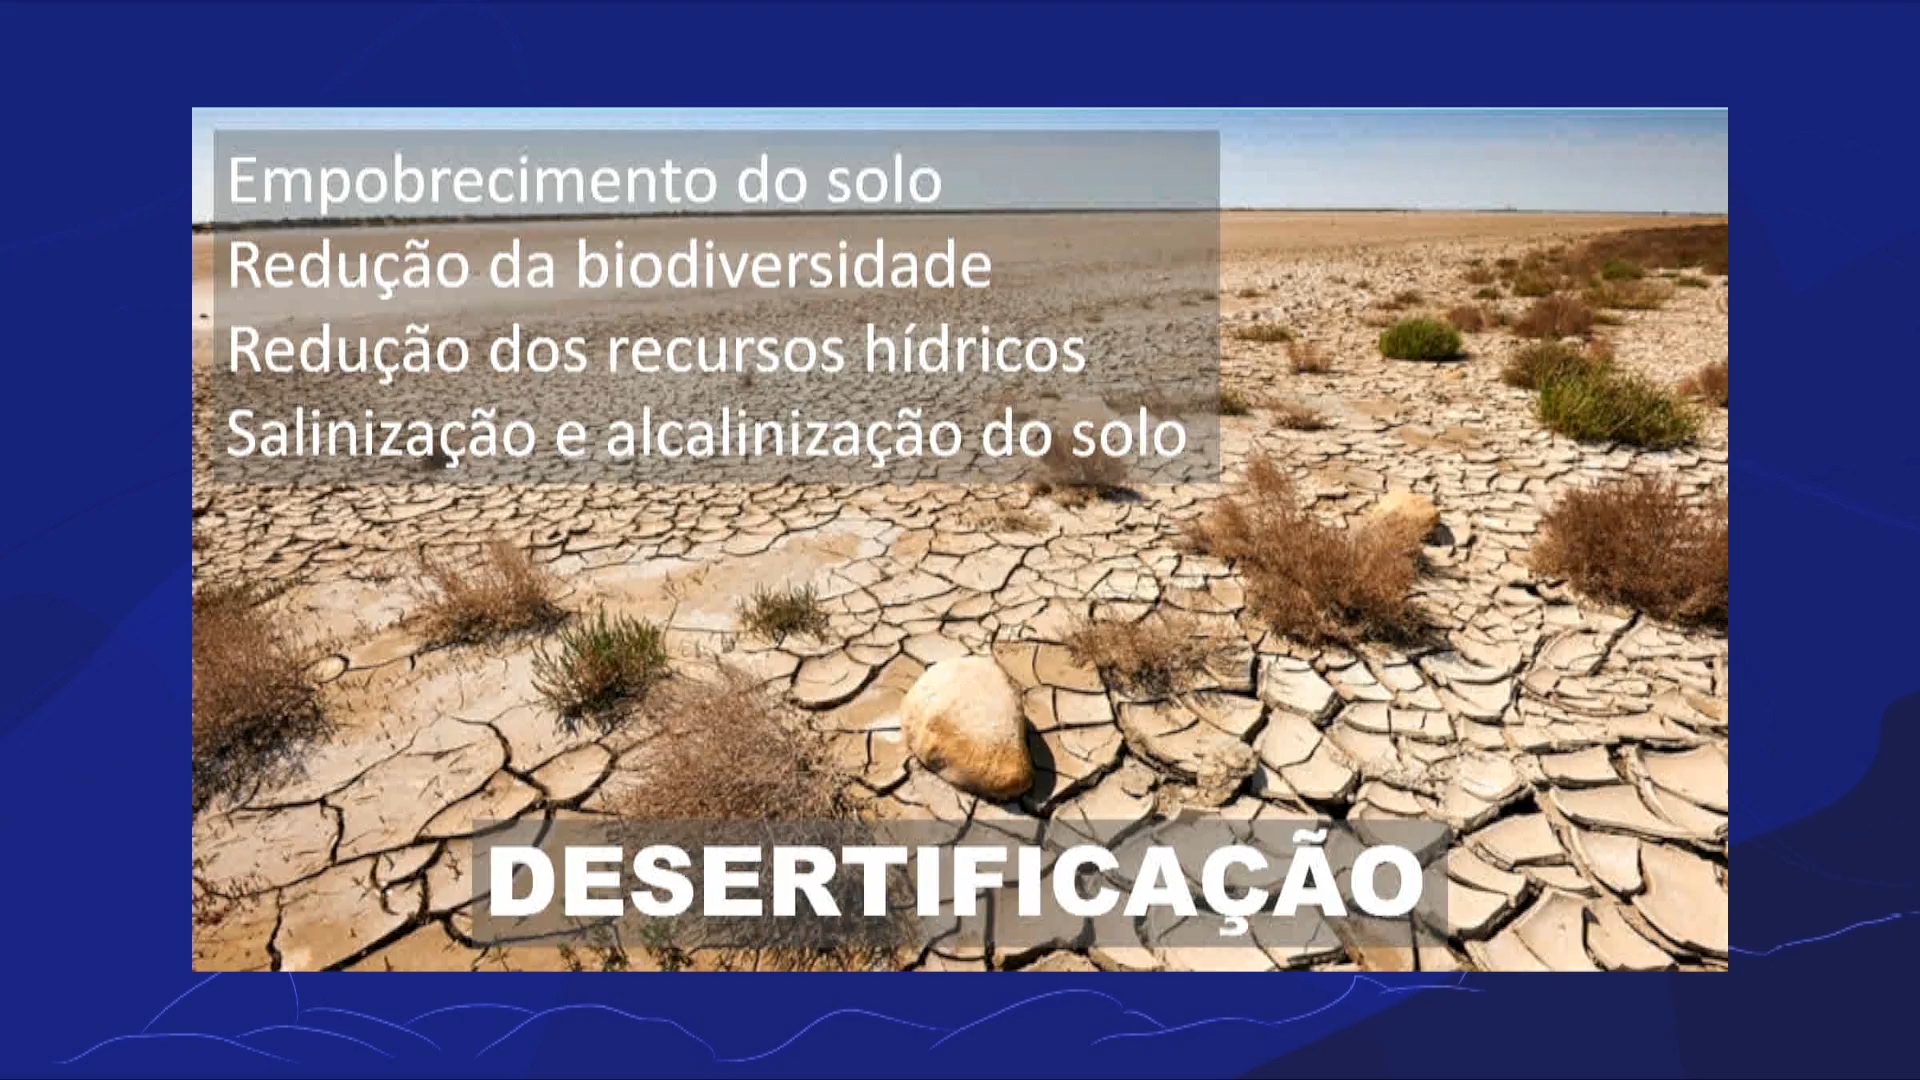 Empobrecimento do solo
Redução da biodiversidade
Redução dos recursos hídricos
Salinização e alcalinização do solo
DESERTIFICAÇÃO